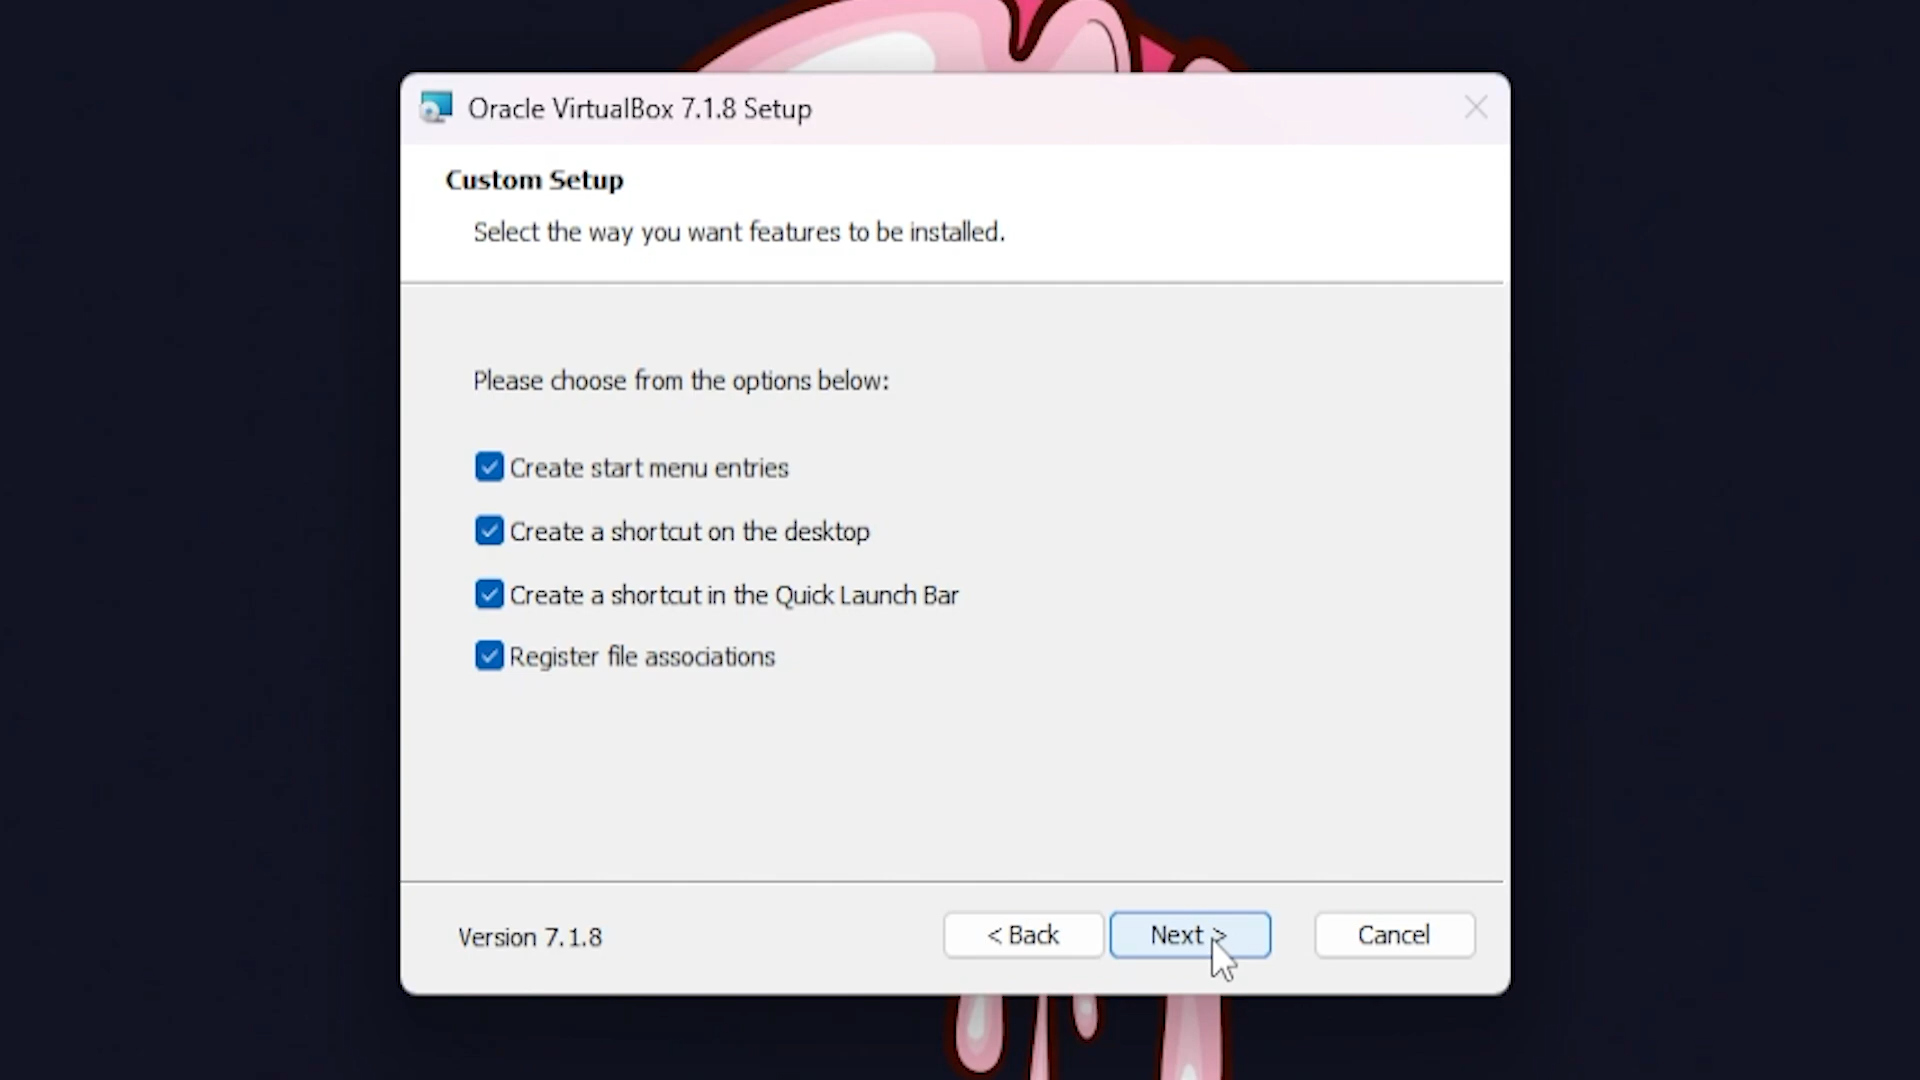 Oracle VirtualBox 7.1.8 Setup
Custom Setup
Select the way you want features to be installed.
Please choose from the options below:
Create start menu entries
Create a shortcut on the desktop
Create a shortcut in the Quick Launch Bar
Register file associations
Version 7.1.8
< Back
Next >
Cancel